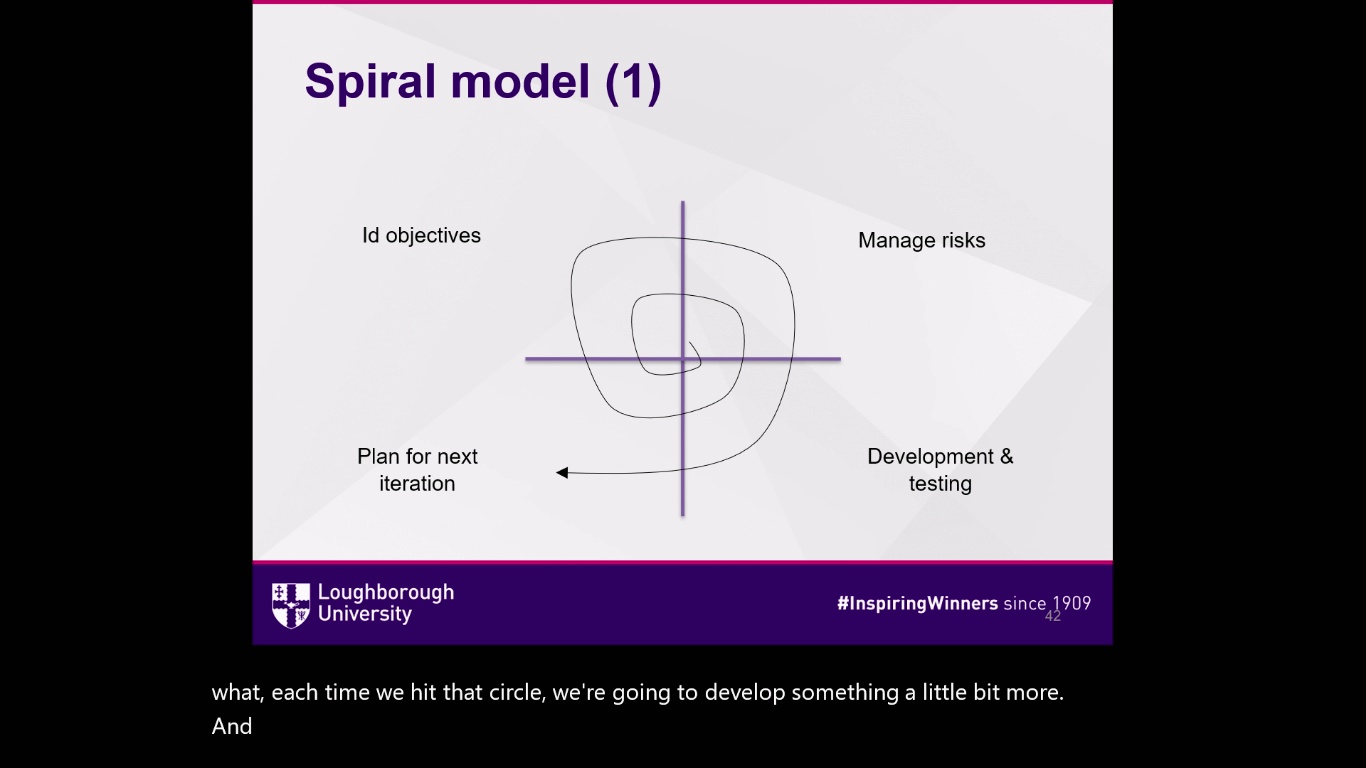 Spiral model (1)
Id objectives
Manage risks
Plan for next
iteration
Development &
testing
Loughborough
University
#InspiringWinners since 1909
42
what, each time we hit that circle, we're going to develop something a little bit more.
And